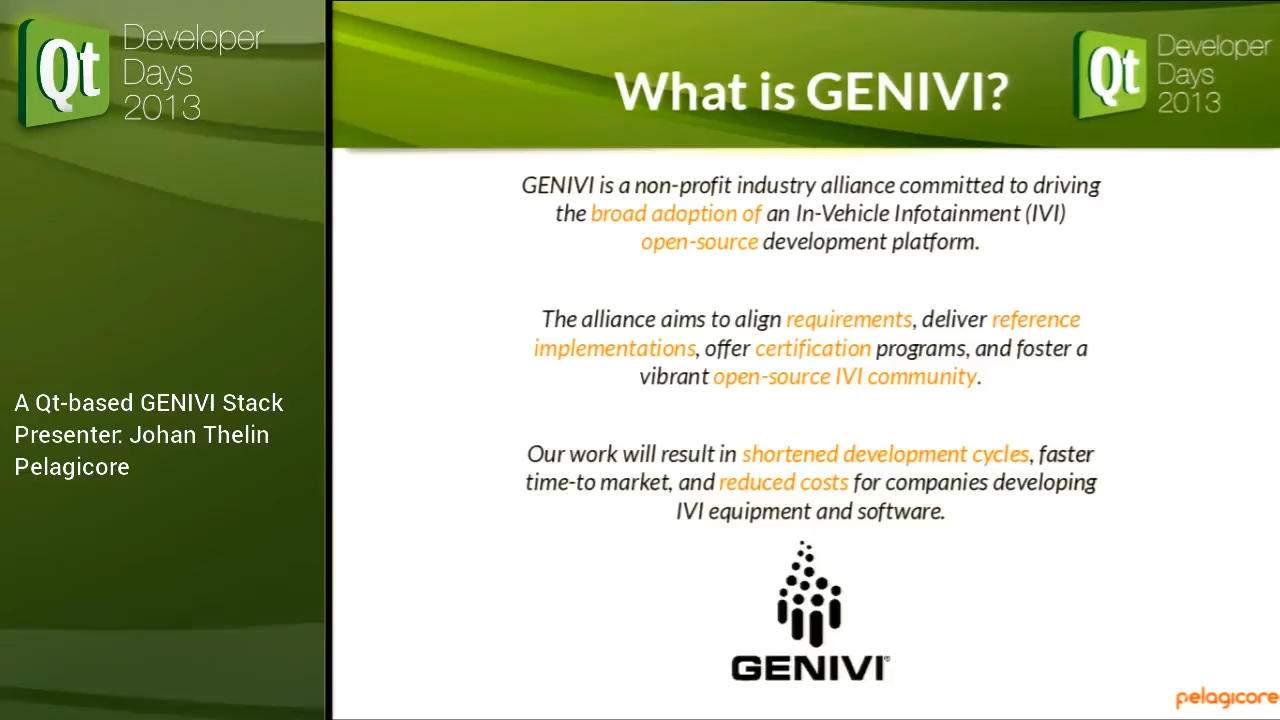 Qt Developer
Days
2013
A Qt-based GENIVI Stack
Presenter: Johan Thelin
Pelagicore
What is GENIVI?
Qt Developer
Days
2013
GENIVI is a non-profit industry alliance committed to driving
the broad adoption of an In-Vehicle Infotainment (IVI)
open-source development platform.
The alliance aims to align requirements, deliver reference
implementations, offer certification programs, and foster a
vibrant open-source IVI community.
Our work will result in shortened development cycles, faster
time-to market, and reduced costs for companies developing
IVI equipment and software.
GENIVI®
pelagicore